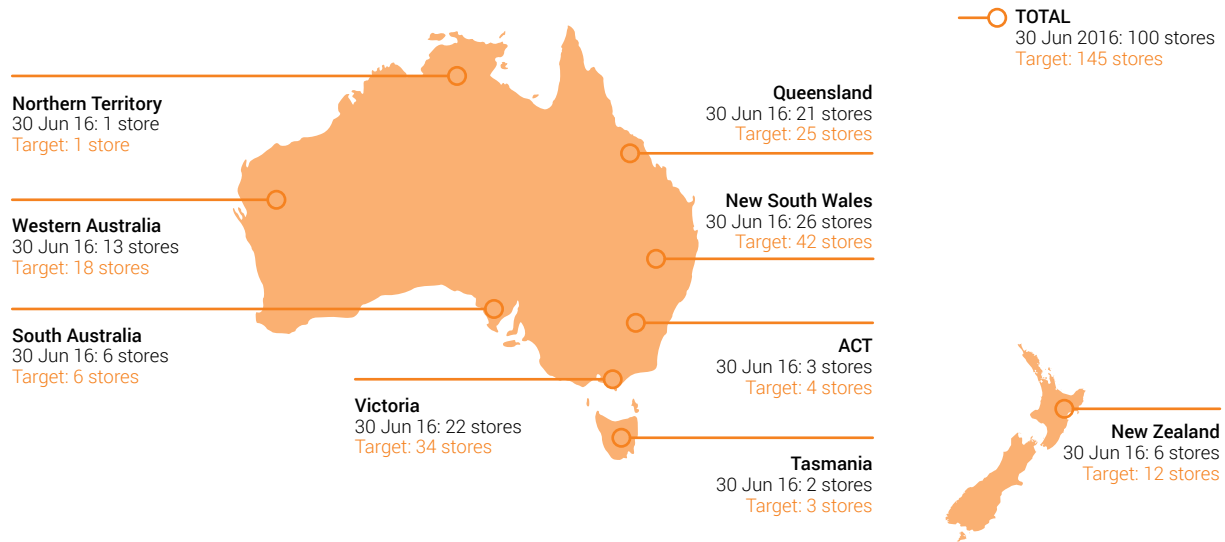 TOTAL
30 Jun 2016: 100 stores
Target: 145 stores
Northern Territory
30 Jun 16: 1 store
Target: 1 store
Queensland
30 Jun 16: 21 stores
Target: 25 stores
Western Australia
30 Jun 16: 13 stores
Target: 18 stores
New South Wales
30 Jun 16: 26 stores
Target: 42 stores
South Australia
30 Jun 16: 6 stores
Target: 6 stores
ACT
30 Jun 16: 3 stores
Target: 4 stores
Victoria
30 Jun 16: 22 stores
Target: 34 stores
Tasmania
30 Jun 16: 2 stores
Target: 3 stores
New Zealand
30 Jun 16: 6 stores
Target: 12 stores